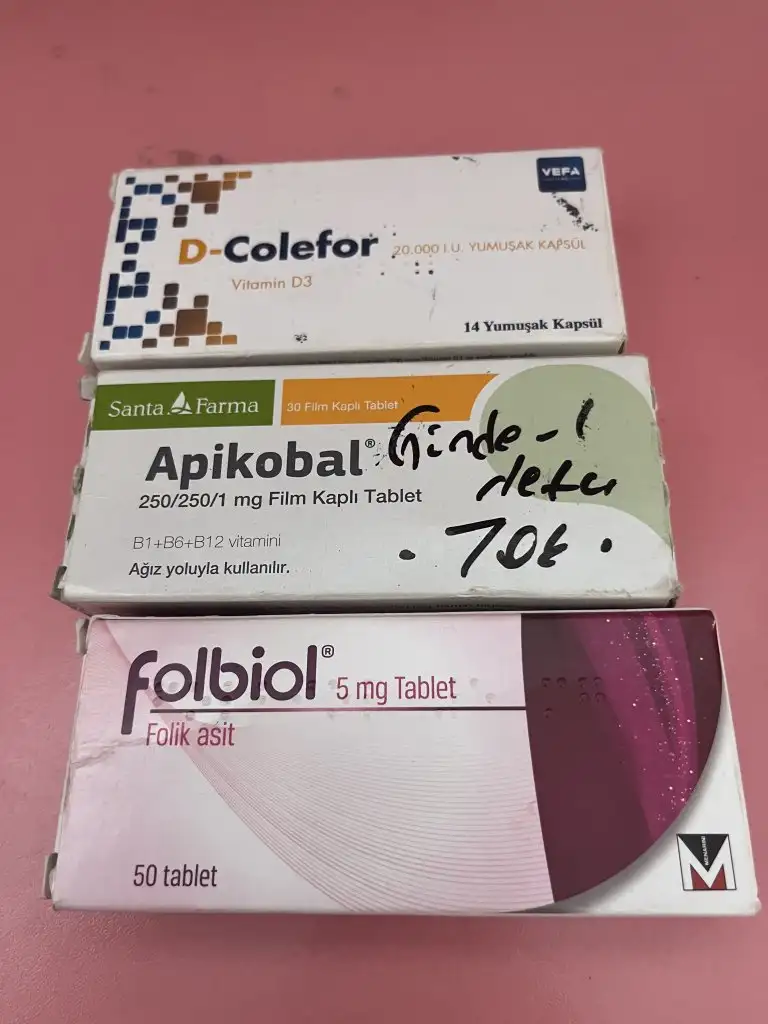 VEFA
D-Colefor 20.000 I.U. YUMUŞAK KAPSÜL
Vitamin D3
14 Yumuşak Kapsül
Santa Farma
30 Film Kaplı Tablet
Apikobal®
250/250/1 mg Film Kaplı Tablet
B1+B6+B12 vitamini
Ağız yoluyla kullanılır.
Günde - 1
defa
. Tok .
folbiol® 5 mg Tablet
Folik asit
50 tablet
MENARINI